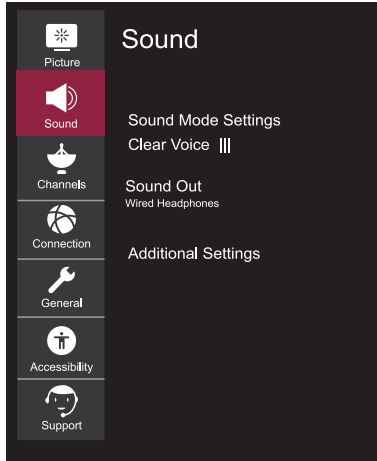 Picture
Sound
Channels
Connection
General
Accessibility
Support
Sound
Sound Mode Settings
Clear Voice |||
Sound Out
Wired Headphones
Additional Settings